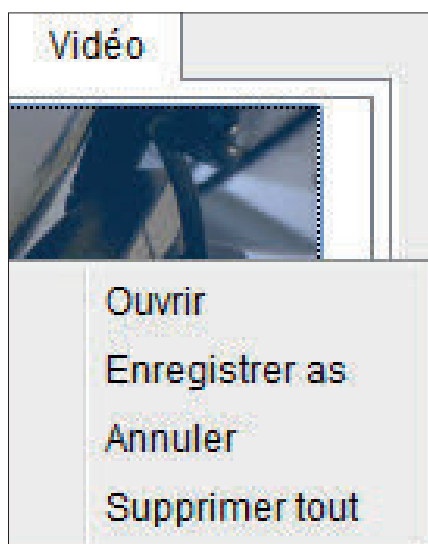 Vidéo
Ouvrir
Enregistrer as
Annuler
Supprimer tout